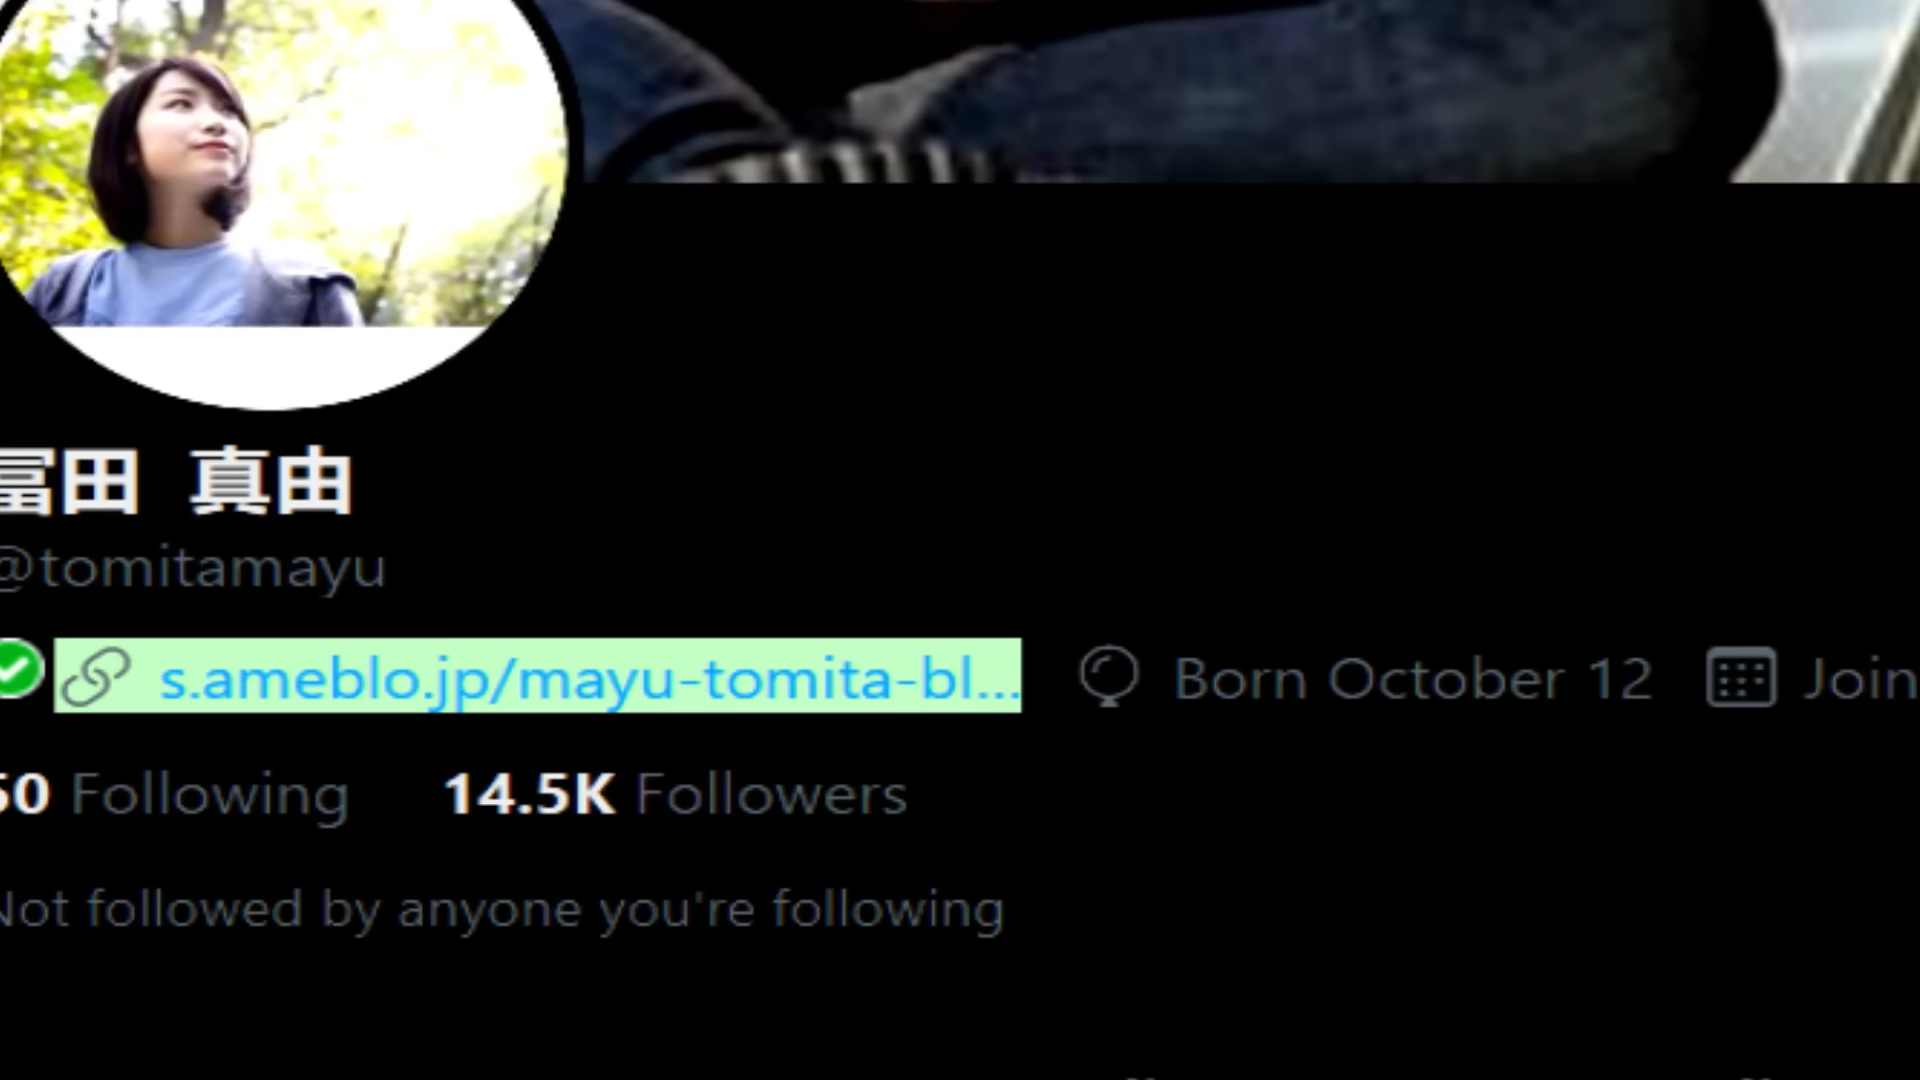 冨田 真由
@tomitamayu
s.ameblo.jp/mayu-tomita-bl... Born October 12 Join
50 Following 14.5K Followers
Not followed by anyone you're following